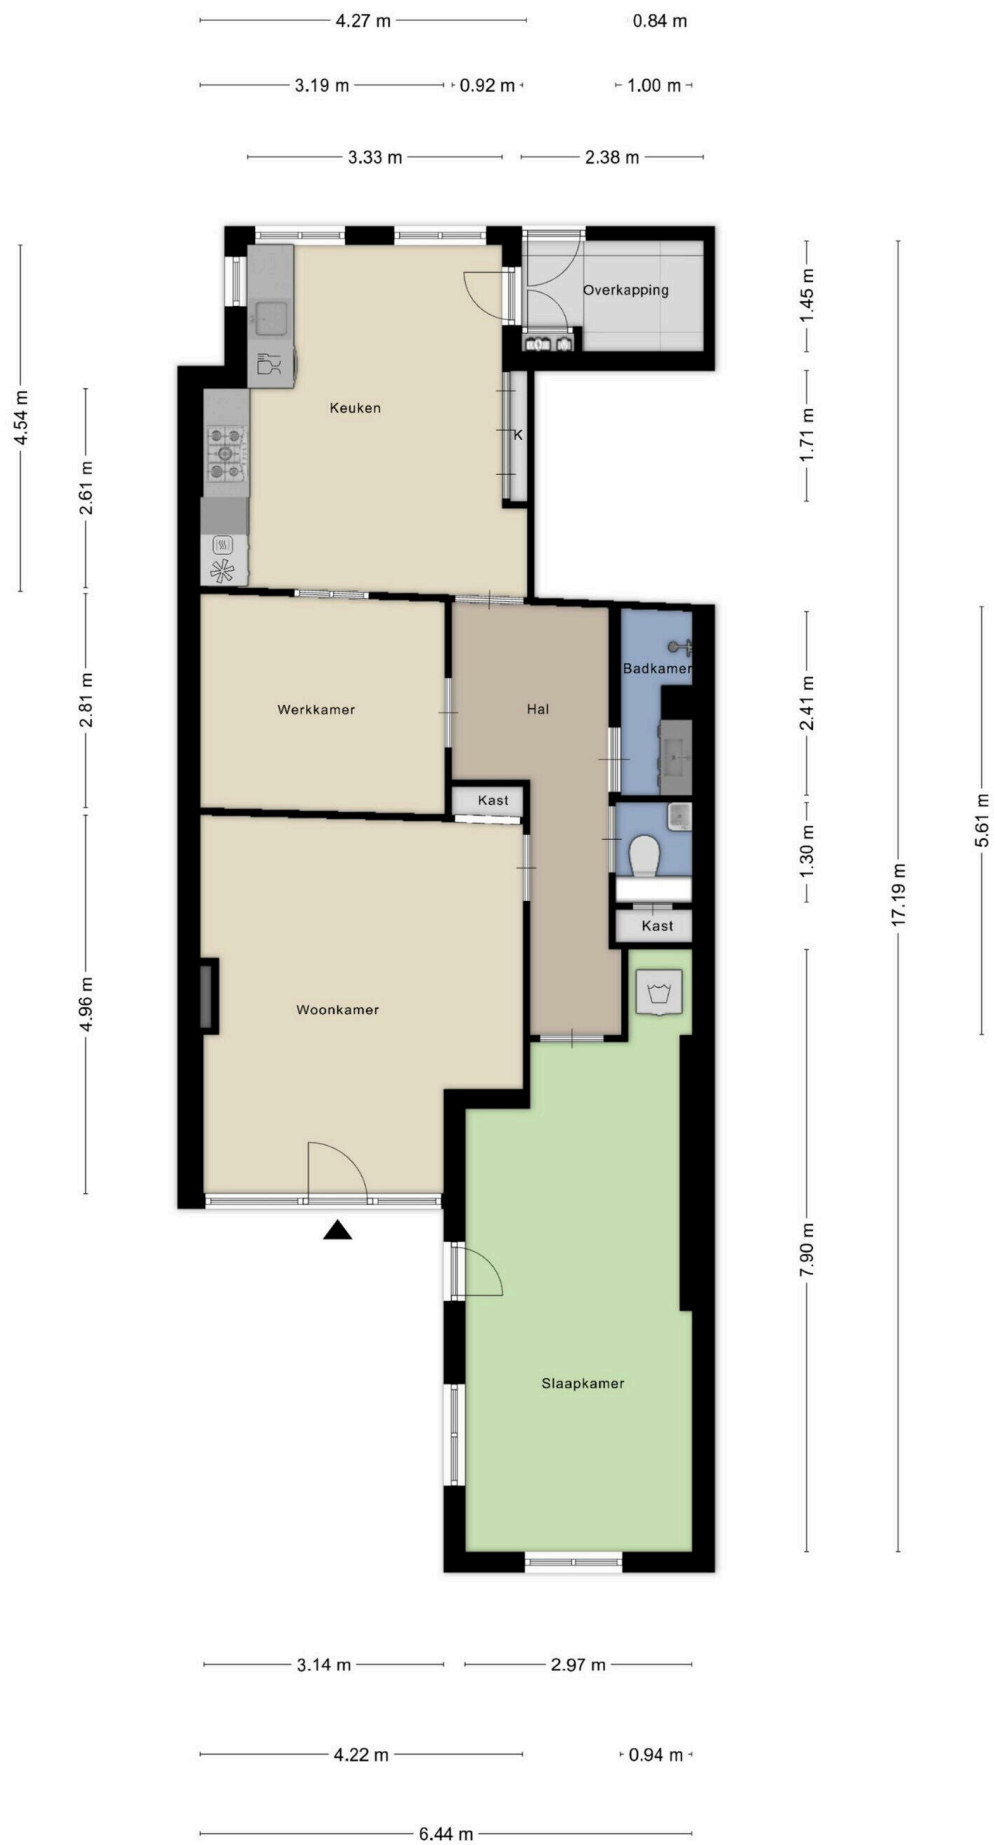 4.27 m
0.84 m
3.19 m
0.92 m
1.00 m
3.33 m
2.38 m
Overkapping
1.45 m
4.54 m
Keuken
K
1.71 m
2.61 m
Badkamer
Werkkamer
Hal
2.81 m
2.41 m
Kast
5.61 m
1.30 m
17.19 m
Kast
Woonkamer
4.96 m
7.90 m
Slaapkamer
3.14 m
2.97 m
4.22 m
0.94 m
6.44 m